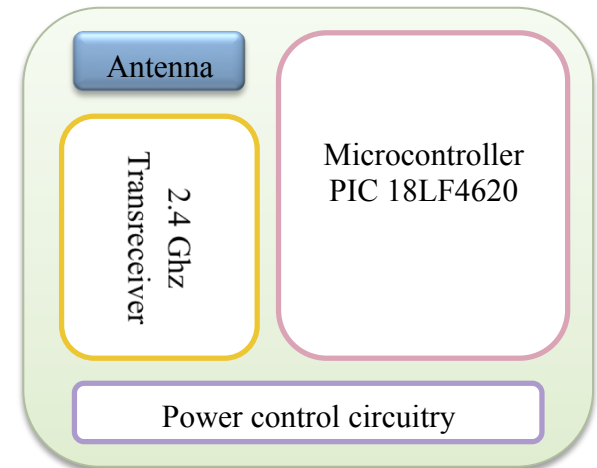 Antenna
2.4 Ghz
Transreceiver
Microcontroller
PIC 18LF4620
Power control circuitry